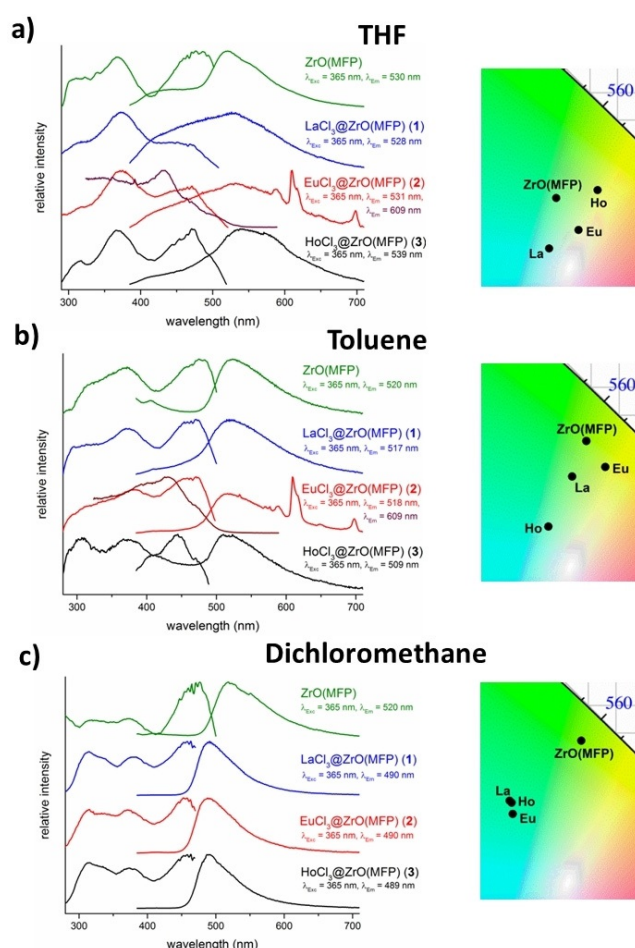 a)
THF
ZrO(MFP)
λExc = 365 nm, λEm = 530 nm
LaCl3@ZrO(MFP) (1)
λExc = 365 nm, λEm = 528 nm
EuCl3@ZrO(MFP) (2)
λExc = 365 nm, λEm = 531 nm,
λEm = 609 nm
HoCl3@ZrO(MFP) (3)
λExc = 365 nm, λEm = 539 nm
relative intensity
300 400 500 600 700
wavelength (nm)
560
ZrO(MFP)
Ho
Eu
La
b)
Toluene
ZrO(MFP)
λExc = 365 nm, λEm = 520 nm
LaCl3@ZrO(MFP) (1)
λExc = 365 nm, λEm = 517 nm
EuCl3@ZrO(MFP) (2)
λExc = 365 nm, λEm = 518 nm
λEm = 609 nm
HoCl3@ZrO(MFP) (3)
λExc = 365 nm, λEm = 509 nm
relative intensity
300 400 500 600 700
wavelength (nm)
560
ZrO(MFP)
Eu
La
Ho
c)
Dichloromethane
ZrO(MFP)
λExc = 365 nm, λEm = 520 nm
LaCl3@ZrO(MFP) (1)
λExc = 365 nm, λEm = 490 nm
EuCl3@ZrO(MFP) (2)
λExc = 365 nm, λEm = 490 nm
HoCl3@ZrO(MFP) (3)
λExc = 365 nm, λEm = 489 nm
relative intensity
300 400 500 600 700
wavelength (nm)
560
ZrO(MFP)
La
Ho
Eu